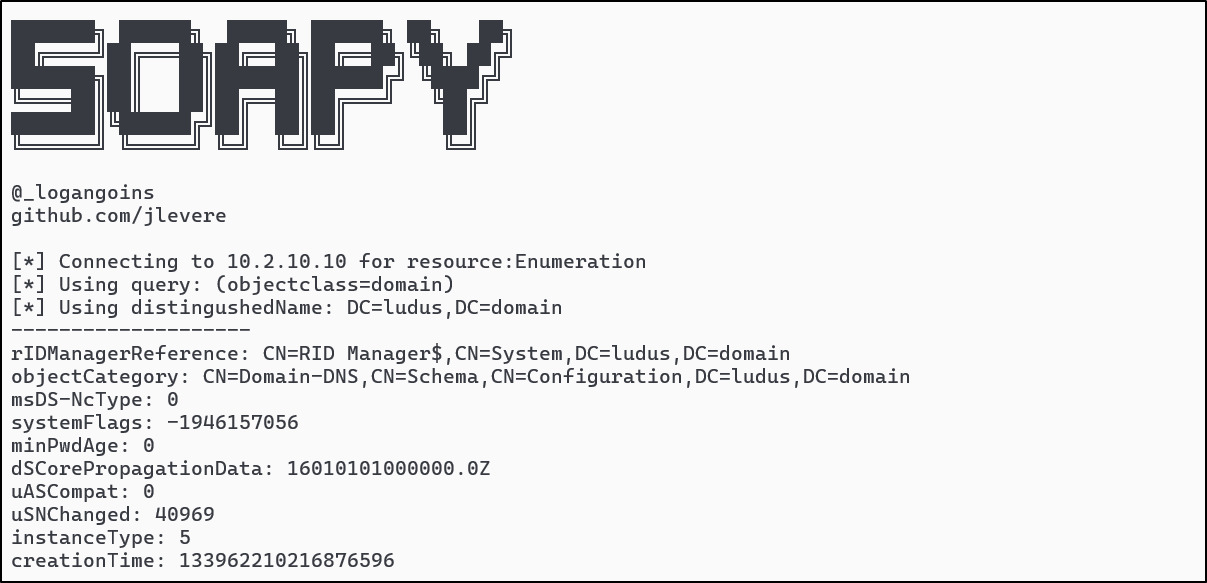 SOAPY
@_logangoins
github.com/jlevere
[*] Connecting to 10.2.10.10 for resource:Enumeration
[*] Using query: (objectclass=domain)
[*] Using distingushedName: DC=ludus,DC=domain
--------------------
rIDManagerReference: CN=RID Manager$,CN=System,DC=ludus,DC=domain
objectCategory: CN=Domain-DNS,CN=Schema,CN=Configuration,DC=ludus,DC=domain
msDS-NcType: 0
systemFlags: -1946157056
minPwdAge: 0
dSCorePropagationData: 16010101000000.0Z
uASCompat: 0
uSNChanged: 40969
instanceType: 5
creationTime: 133962210216876596